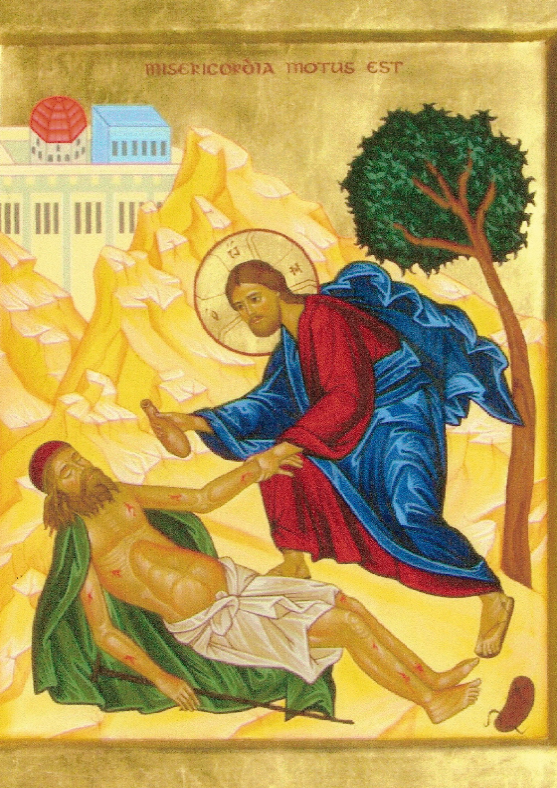 MISERICORDIA MOTUS EST
ὁ ὤ Ν